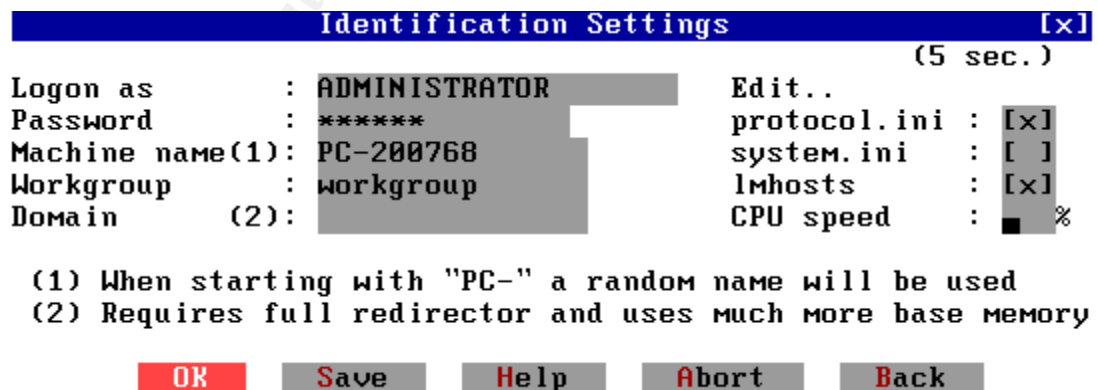 Identification Settings [x]
(5 sec.)
Logon as : ADMINISTRATOR Edit..
Password : ****** protocol.ini : [x]
Machine name(1): PC-200768 system.ini : [ ]
Workgroup : workgroup lmhosts : [x]
Domain (2): CPU speed : %
(1) When starting with "PC-" a random name will be used
(2) Requires full redirector and uses much more base memory
OK Save Help Abort Back